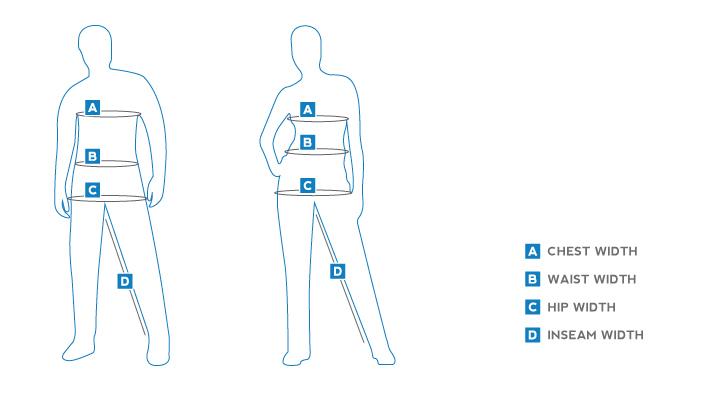 A
B
C
D
A
B
C
D
A CHEST WIDTH
B WAIST WIDTH
C HIP WIDTH
D INSEAM WIDTH